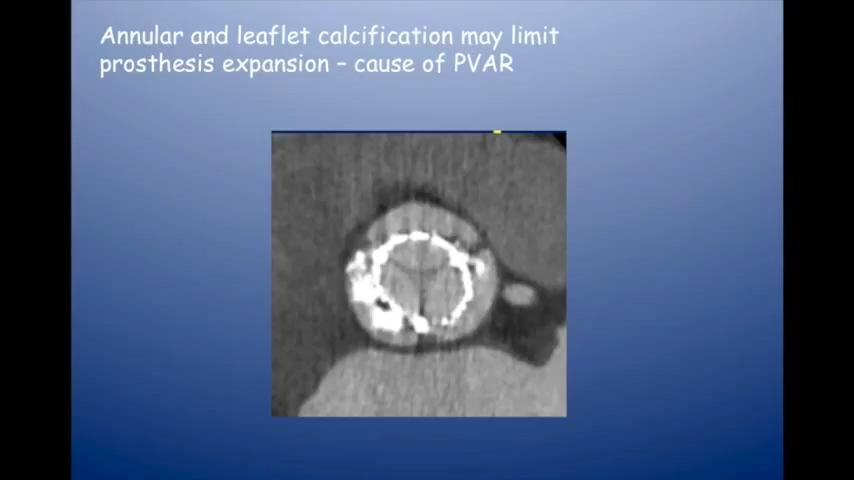 Annular and leaflet calcification may limit
prosthesis expansion – cause of PVAR